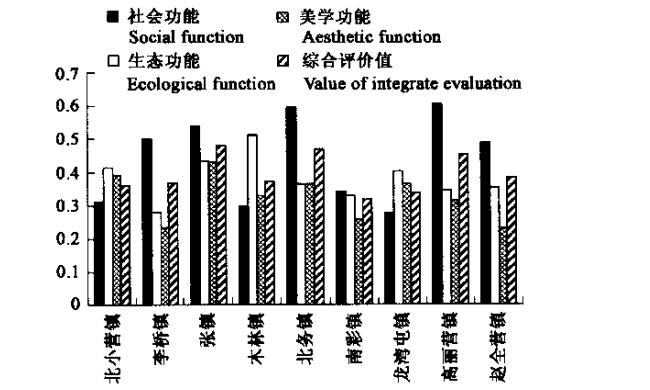 社会功能
Social function
美学功能
Aesthetic function
生态功能
Ecological function
综合评价值
Value of integrate evaluation
0.7
0.6
0.5
0.4
0.3
0.2
0.1
0
北小营镇
李桥镇
张镇
木林镇
北务镇
南彩镇
龙湾屯镇
高丽营镇
赵全营镇